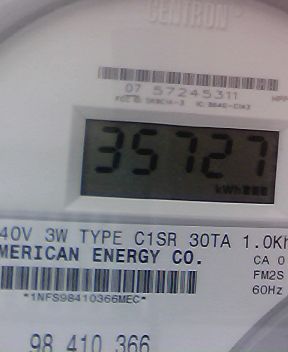 CENTRON
07 57245311
35727
kWh
40V 3W TYPE C1SR 30TA 1.0Kh
MERICAN ENERGY CO.
CA 0
FM2S
60Hz
*1NFS98410366MEC*
98 410 366